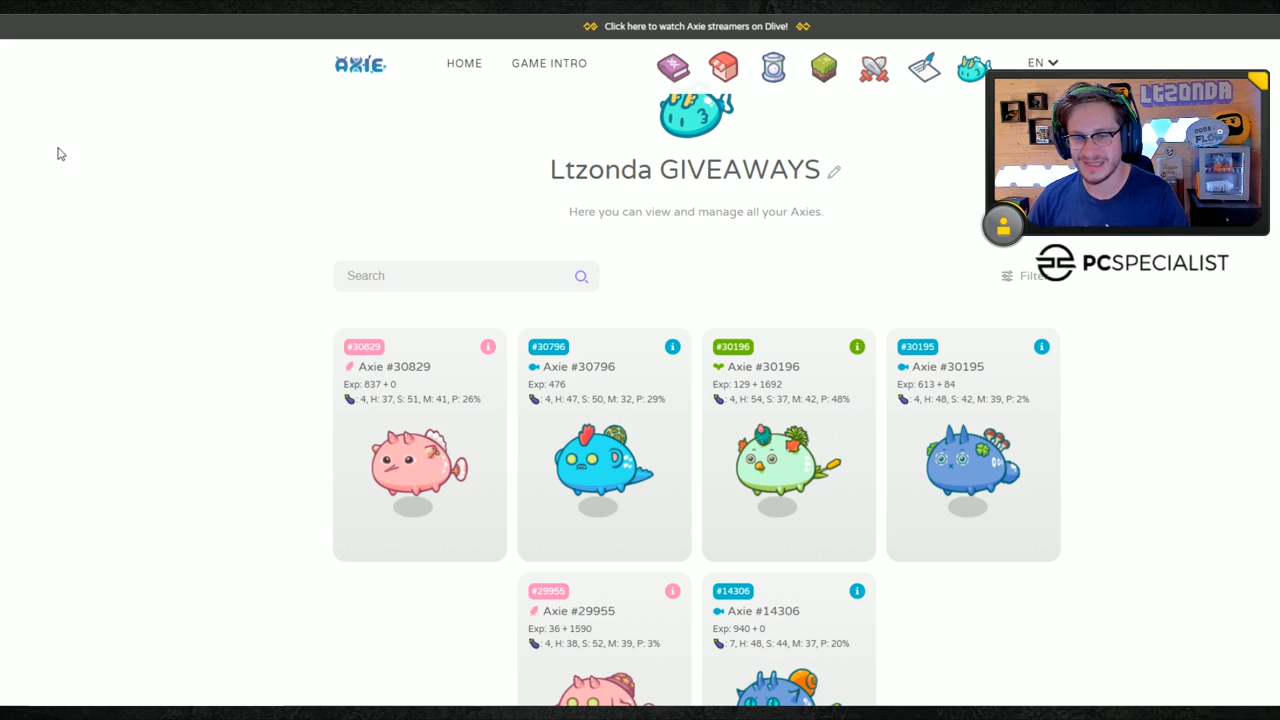 Click here to watch Axie streamers on Dlive!
AXIE
HOME
GAME INTRO
EN
LTZONDA
CODE
FLOW
Ltzonda GIVEAWAYS
Here you can view and manage all your Axies.
Search
PCSPECIALIST
#30829
Axie #30829
Exp: 837 + 0
: 4, H: 37, S: 51, M: 41, P: 26%
#30796
Axie #30796
Exp: 476
: 4, H: 47, S: 50, M: 32, P: 29%
#30196
Axie #30196
Exp: 129 + 1692
: 4, H: 54, S: 37, M: 42, P: 48%
#30195
Axie #30195
Exp: 613 + 84
: 4, H: 48, S: 42, M: 39, P: 2%
#29955
Axie #29955
Exp: 36 + 1590
: 4, H: 38, S: 52, M: 39, P: 3%
#14306
Axie #14306
Exp: 940 + 0
: 7, H: 48, S: 44, M: 37, P: 20%